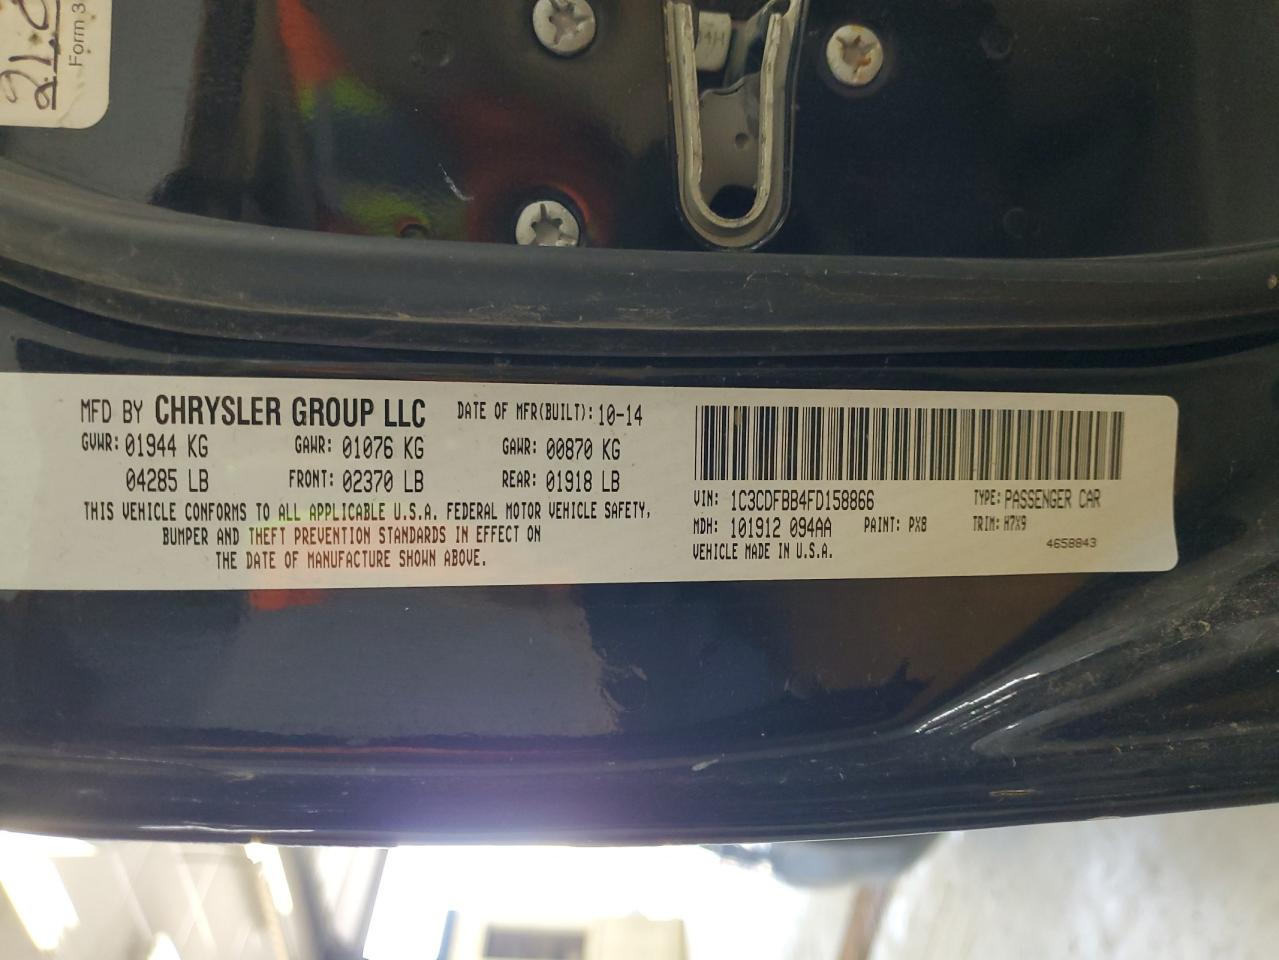 21.0
Form 3
04H
MFD BY CHRYSLER GROUP LLC DATE OF MFR(BUILT): 10-14
GVWR: 01944 KG GAWR: 01076 KG GAWR: 00870 KG
04285 LB FRONT: 02370 LB REAR: 01918 LB
THIS VEHICLE CONFORMS TO ALL APPLICABLE U.S.A. FEDERAL MOTOR VEHICLE SAFETY,
BUMPER AND THEFT PREVENTION STANDARDS IN EFFECT ON
THE DATE OF MANUFACTURE SHOWN ABOVE.
VIN: 1C3CDFBB4FD158866 TYPE: PASSENGER CAR
MDH: 101912 094AA PAINT: PX8 TRIM: H7X9
VEHICLE MADE IN U.S.A. 4658843